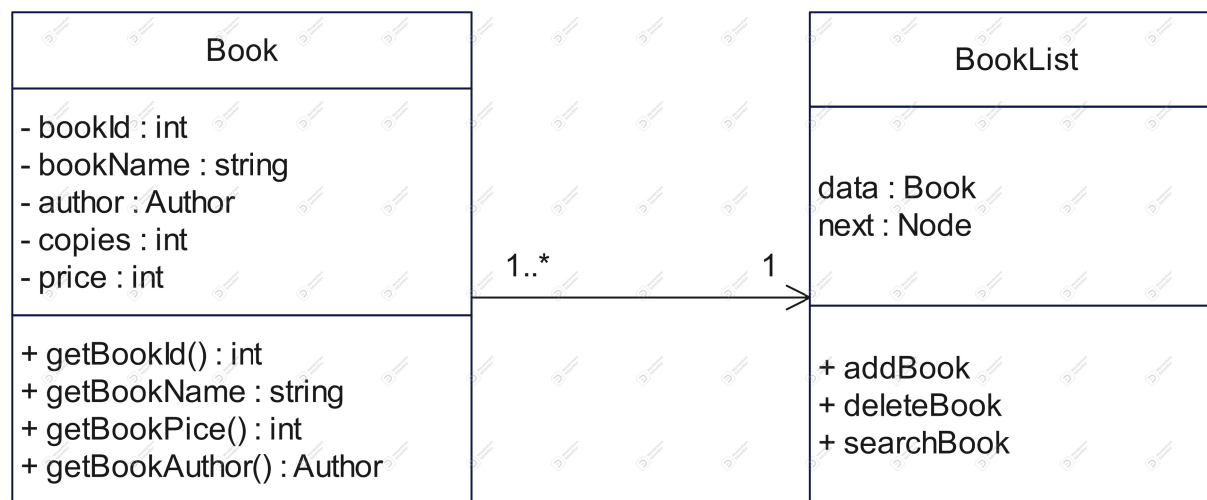 Book
- bookId : int
- bookName : string
- author : Author
- copies : int
- price : int
+ getBookId() : int
+ getBookName : string
+ getBookPice() : int
+ getBookAuthor() : Author
1..*
1
BookList
data : Book
next : Node
+ addBook
+ deleteBook
+ searchBook